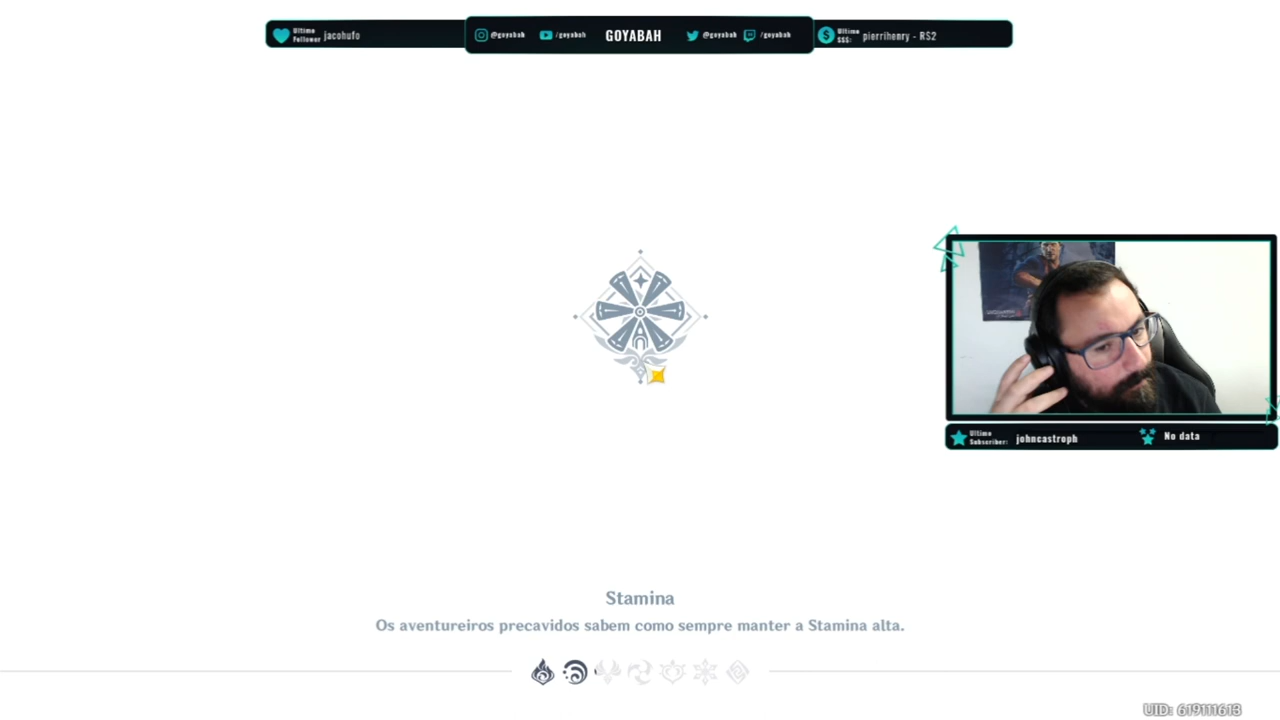 Ultimo
Follower
jacohufo
@goyabah
/goyabah
GOYABAH
@goyabah
/goyabah
Ultimo
$$$:
pierrihenry - R$2
Ultimo
Subscriber:
johncastroph
No data
Stamina
Os aventureiros precavidos sabem como sempre manter a Stamina alta.
UID: 619111613